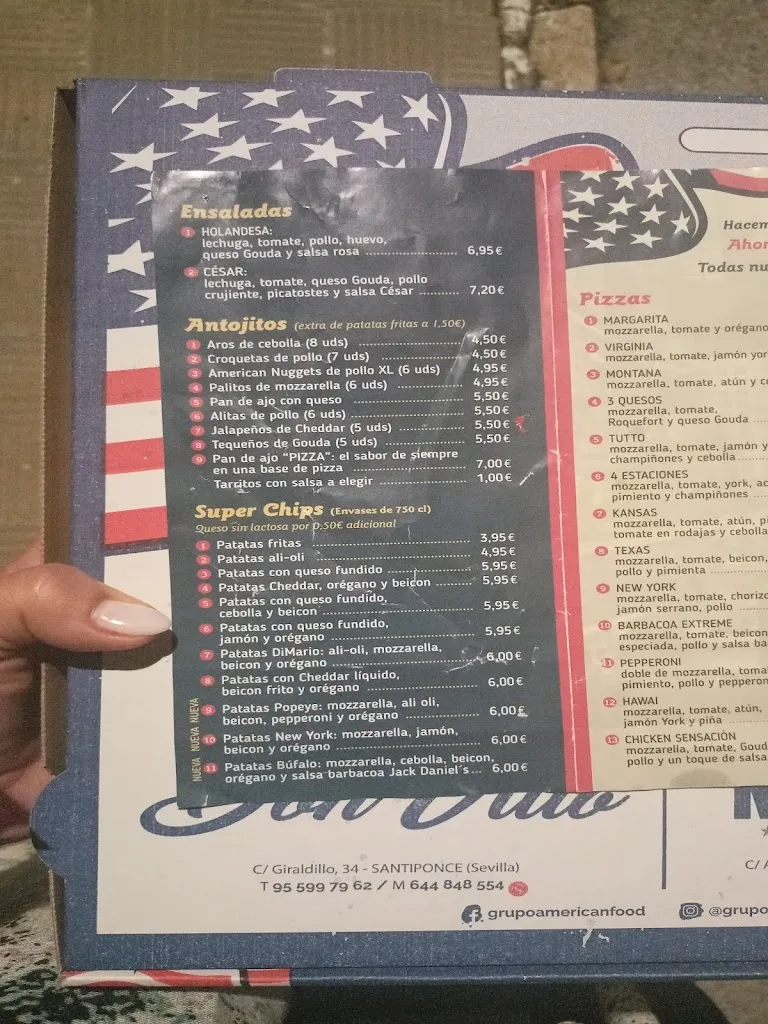 Ensaladas
1 HOLANDESA:
lechuga, tomate, pollo, huevo,
queso Gouda y salsa rosa ........................ 6,95 €
2 CÉSAR:
lechuga, tomate, queso Gouda, pollo
crujiente, picatostes y salsa César .......... 7,20 €
Antojitos (extra de patatas fritas a 1,50€)
1 Aros de cebolla (8 uds) ........................ 4,50 €
2 Croquetas de pollo (7 uds) ........................ 4,50 €
3 American Nuggets de pollo XL (6 uds) ...... 4,95 €
4 Palitos de mozzarella (6 uds) ........................ 4,95 €
5 Pan de ajo con queso ........................ 5,50 €
6 Alitas de pollo (6 uds) ........................ 5,50 €
7 Jalapeños de Cheddar (5 uds) ........................ 5,50 €
8 Tequeños de Gouda (5 uds) ........................ 5,50 €
9 Pan de ajo "PIZZA": el sabor de siempre
en una base de pizza ........................ 7,00 €
Tarritos con salsa a elegir ........................ 1,00 €
Super Chips (Envases de 750 cl)
Queso sin lactosa por 0,50€ adicional
1 Patatas fritas ........................ 3,95 €
2 Patatas ali-oli ........................ 4,95 €
3 Patatas con queso fundido ........................ 5,95 €
4 Patatas Cheddar, orégano y beicon .......... 5,95 €
5 Patatas con queso fundido,
cebolla y beicon ........................ 5,95 €
6 Patatas con queso fundido,
jamón y orégano ........................ 5,95 €
7 Patatas DiMario: ali-oli, mozzarella,
beicon y orégano ........................ 6,00 €
8 Patatas con Cheddar líquido,
beicon frito y orégano ........................ 6,00 €
NUEVA 9 Patatas Popeye: mozzarella, ali oli,
beicon, pepperoni y orégano ........................ 6,00 €
NUEVA 10 Patatas New York: mozzarella, jamón,
beicon y orégano ........................ 6,00 €
NUEVA 11 Patatas Búfalo: mozzarella, cebolla, beicon,
orégano y salsa barbacoa Jack Daniel´s... 6,00 €
Hacem
Ahor
Todas nu
Pizzas
1 MARGARITA
mozzarella, tomate y orégano
2 VIRGINIA
mozzarella, tomate, jamón yor
3 MONTANA
mozzarella, tomate, atún y c
4 3 QUESOS
mozzarella, tomate,
Roquefort y queso Gouda .....
5 TUTTO
mozzarella, tomate, jamón y
champiñones y cebolla .....
6 4 ESTACIONES
mozzarella, tomate, york, ac
pimiento y champiñones ....
7 KANSAS
mozzarella, tomate, atún, pi
tomate en rodajas y cebolla
8 TEXAS
mozzarella, tomate, beicon,
pollo y pimienta ..............
9 NEW YORK
mozzarella, tomate, chorizo
jamón serrano, pollo ........
10 BARBACOA EXTREME
mozzarella, tomate, beicon
especiada, pollo y salsa ba
11 PEPPERONI
doble de mozzarella, toma
pimiento, pollo y pepperon
12 HAWAI
mozzarella, tomate, atún,
jamón York y piña ........
13 CHICKEN SENSACIÓN
mozzarella, tomate, Goud
pollo y un toque de salsa
C/ Giraldillo, 34 - SANTIPONCE (Sevilla)
T 95 599 79 62 / M 644 848 554
C/ A
grupoamericanfood
@grupo